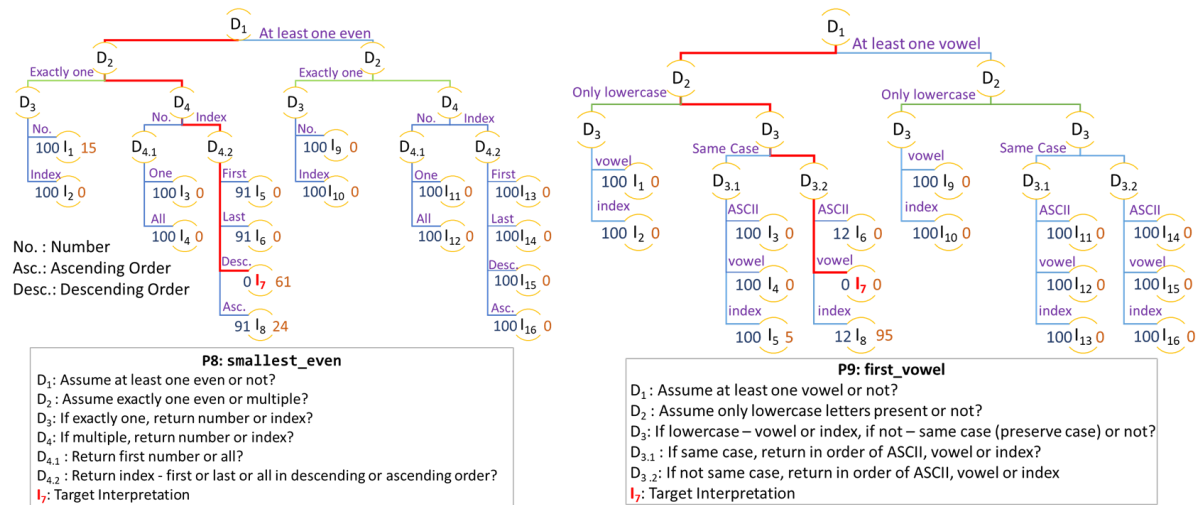 D1
At least one even
D2
D2
Exactly one
Exactly one
D3
D4
D3
D4
No.
Index
No.
Index
No.
100 I1 15
D4.1
D4.2
No.
100 I9 0
D4.1
D4.2
Index
100 I2 0
One
100 I3 0
First
91 I5 0
Index
100 I10 0
One
100 I11 0
First
100 I13 0
All
100 I4 0
Last
91 I6 0
All
100 I12 0
Last
100 I14 0
Desc.
0 I7 61
Desc.
100 I15 0
Asc.
91 I8 24
Asc.
100 I16 0
No. : Number
Asc.: Ascending Order
Desc.: Descending Order
P8: smallest_even
D1: Assume at least one even or not?
D2 : Assume exactly one even or multiple?
D3: If exactly one, return number or index?
D4: If multiple, return number or index?
D4.1 : Return first number or all?
D4.2 : Return index - first or last or all in descending or ascending order?
I7: Target Interpretation
D1
At least one vowel
D2
D2
Only lowercase
Only lowercase
D3
D3
D3
D3
Same Case
Same Case
vowel
100 I1 0
D3.1
D3.2
vowel
100 I9 0
D3.1
D3.2
index
100 I2 0
ASCII
100 I3 0
ASCII
12 I6 0
index
100 I10 0
ASCII
100 I11 0
ASCII
100 I14 0
vowel
100 I4 0
vowel
0 I7 0
vowel
100 I12 0
vowel
100 I15 0
index
100 I5 5
index
12 I8 95
index
100 I13 0
index
100 I16 0
P9: first_vowel
D1 : Assume at least one vowel or not?
D2 : Assume only lowercase letters present or not?
D3: If lowercase – vowel or index, if not – same case (preserve case) or not?
D3.1 : If same case, return in order of ASCII, vowel or index?
D3.2: If not same case, return in order of ASCII, vowel or index
I7: Target Interpretation